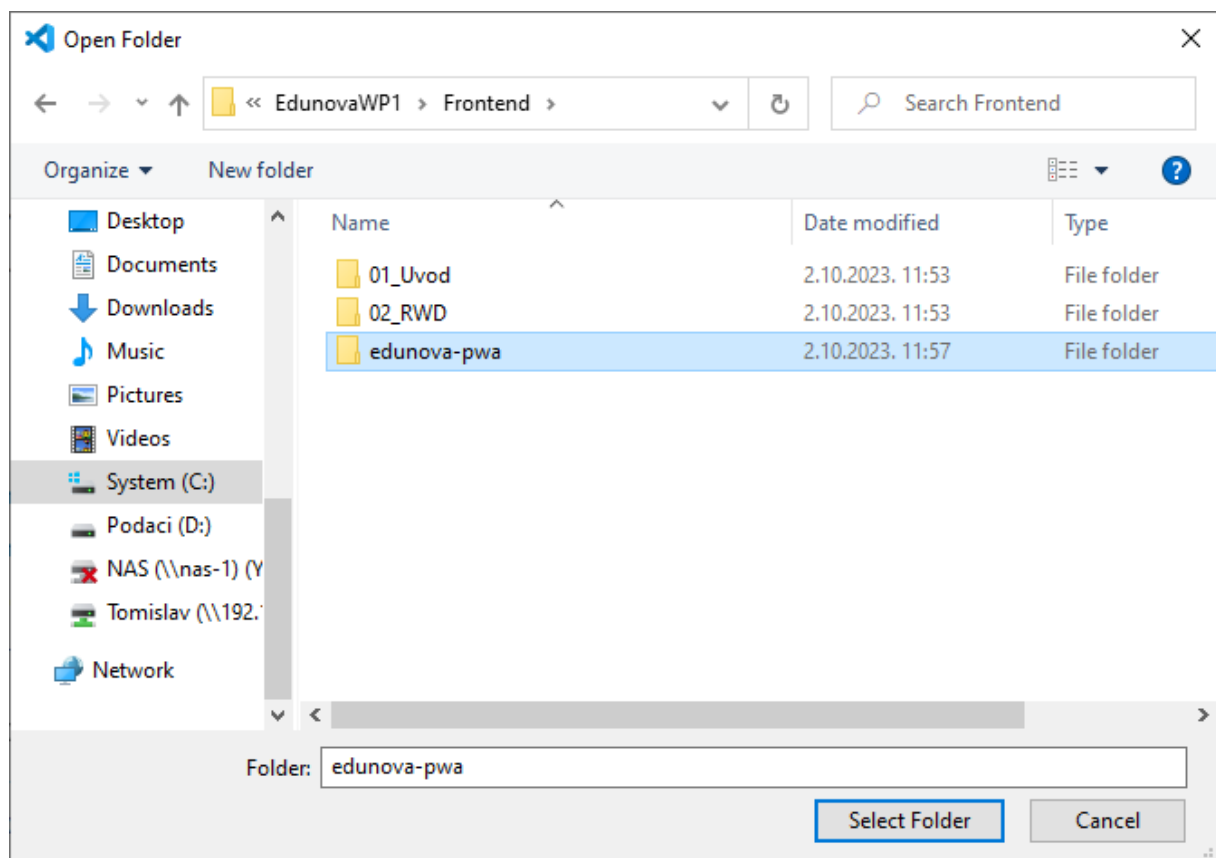 Open Folder
« EdunovaWP1 > Frontend >
Search Frontend
Organize
New folder
Name
Date modified
Type
Desktop
Documents
Downloads
Music
Pictures
Videos
System (C:)
Podaci (D:)
NAS (\\nas-1) (Y
Tomislav (\\192.
Network
01_Uvod 2.10.2023. 11:53 File folder
02_RWD 2.10.2023. 11:53 File folder
edunova-pwa 2.10.2023. 11:57 File folder
Folder: edunova-pwa
Select Folder
Cancel